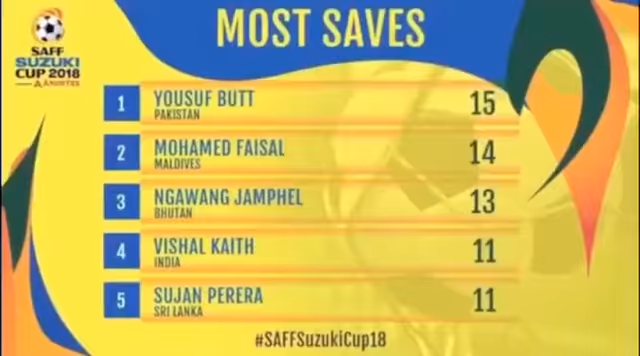 SAFF
SUZUKI
CUP 2018
MOST SAVES
1 YOUSUF BUTT 15
PAKISTAN
2 MOHAMED FAISAL 14
MALDIVES
3 NGAWANG JAMPHEL 13
BHUTAN
4 VISHAL KAITH 11
INDIA
5 SUJAN PERERA 11
SRI LANKA
#SAFFSuzukiCup18